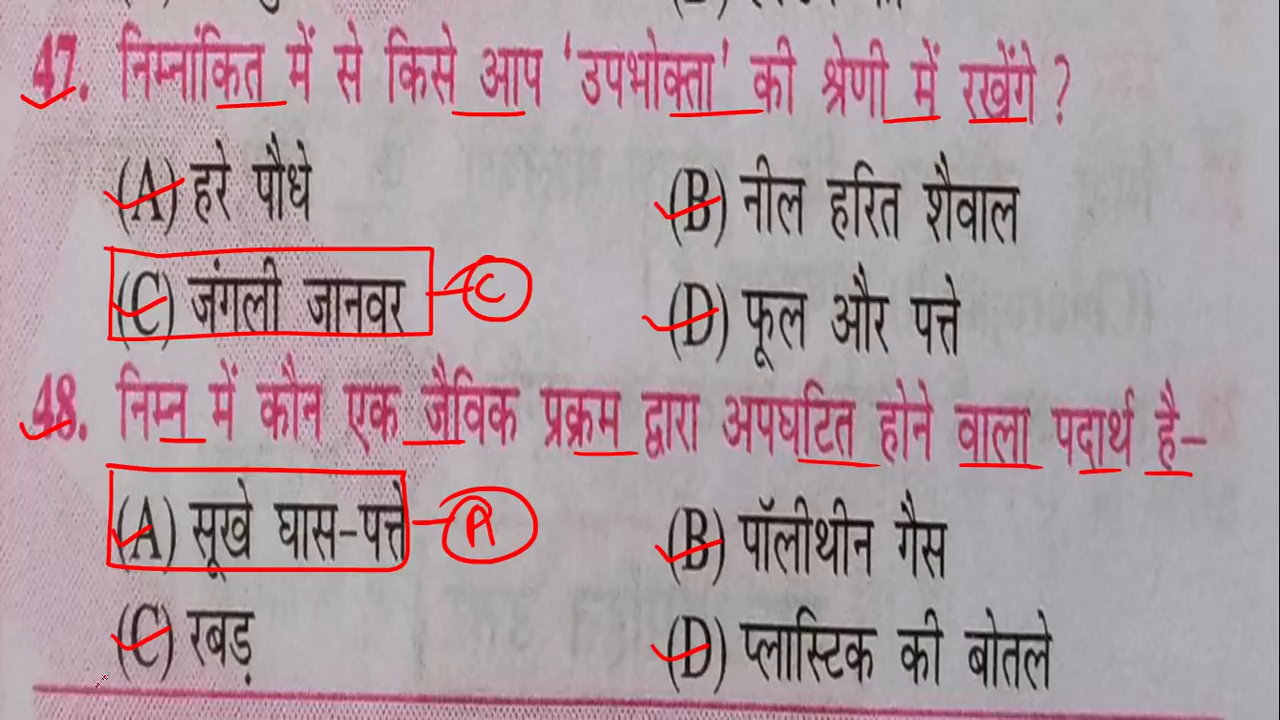 47. निम्नांकित में से किसे आप 'उपभोक्ता' की श्रेणी में रखेंगे ?
(A) हरे पौधे (B) नील हरित शैवाल
(C) जंगली जानवर C (D) फूल और पत्ते
48. निम्न में कौन एक जैविक प्रक्रम द्वारा अपघटित होने वाला पदार्थ है–
(A) सूखे घास-पत्ते A (B) पॉलीथीन गैस
(C) रबड़ (D) प्लास्टिक की बोतले